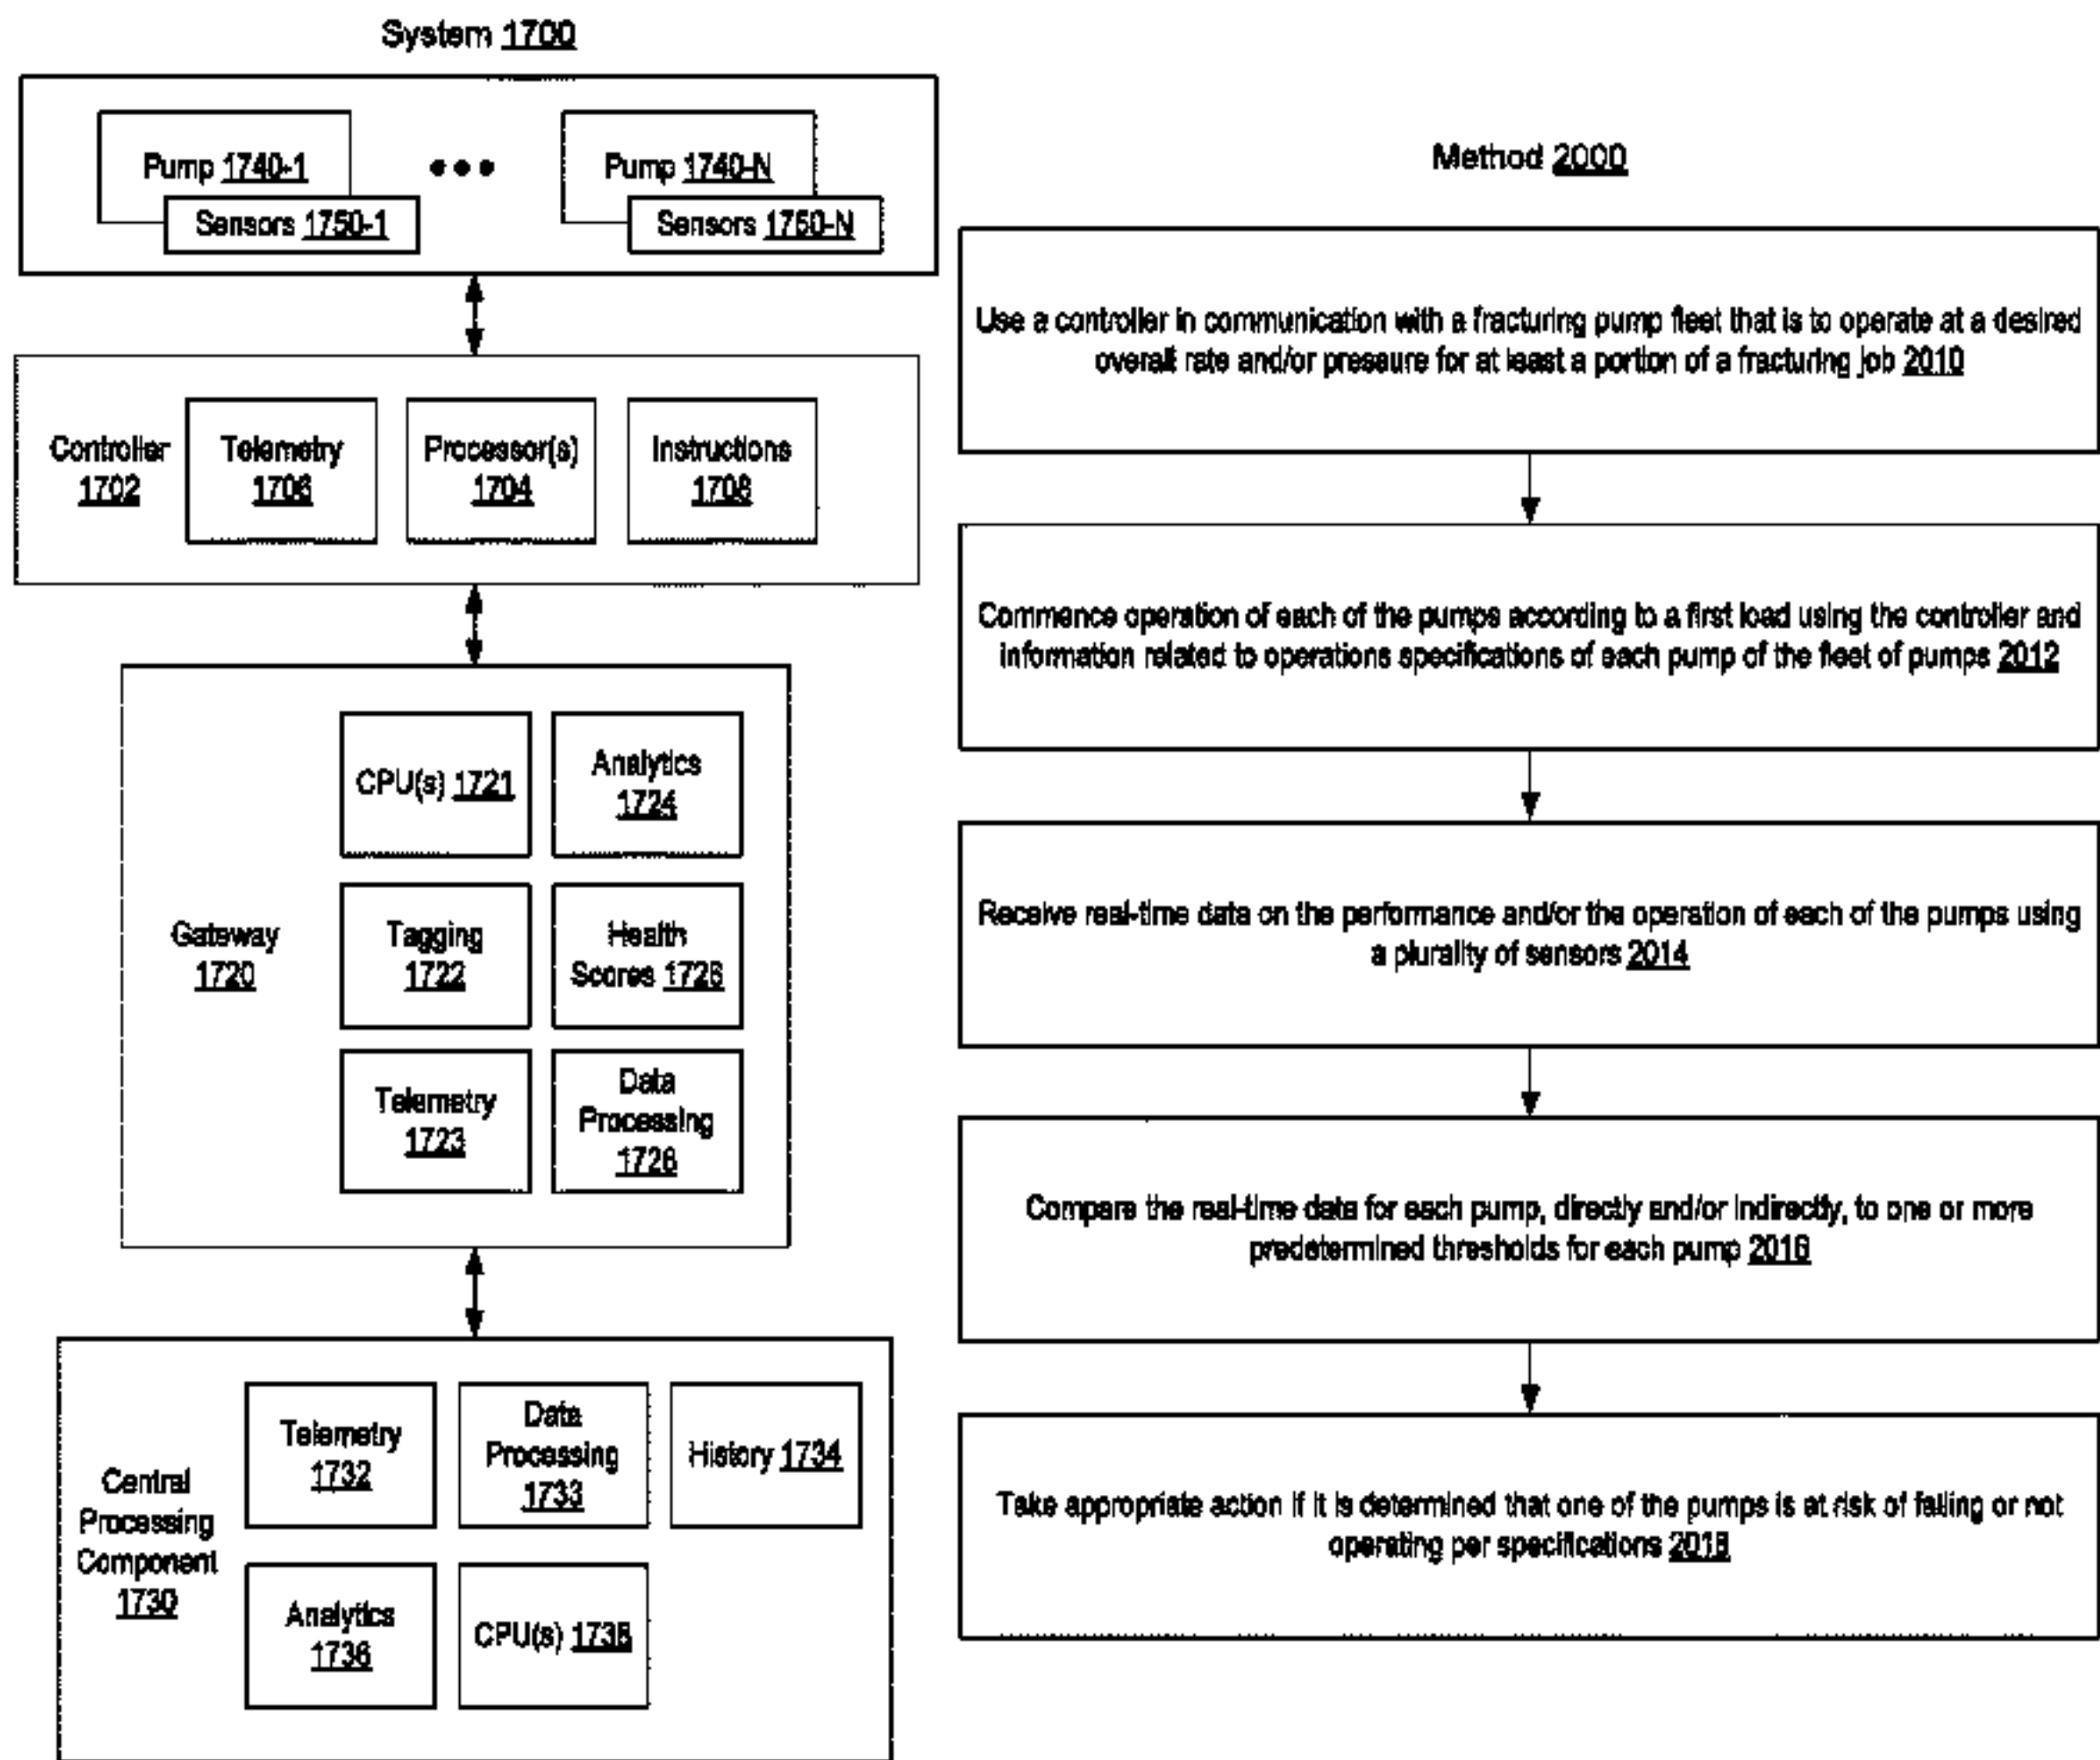 System 1700
Pump 1740-1
Sensors 1750-1
Pump 1740-N
Sensors 1750-N
Controller
1702
Telemetry
1706
Processor(s)
1704
Instructions
1708
Gateway
1720
CPU(s) 1721
Analytics
1724
Tagging
1722
Health
Scores 1726
Telemetry
1723
Data
Processing
1726
Central
Processing
Component
1730
Telemetry
1732
Data
Processing
1733
History 1734
Analytics
1736
CPU(s)
Method 2000
Use a controller in communication with a fracturing pump fleet that is to operate at a desired
overall rate and/or pressure for at least a portion of a fracturing job 2010
Commence operation of each of the pumps according to a first load using the controller and
information related to operations specifications of each pump of the fleet of pumps 2012
Receive real-time data on the performance and/or the operation of each of the pumps using
a plurality of sensors 2014
Compare the real-time data for each pump, directly and/or indirectly, to one or more
predetermined thresholds for each pump 2016
Take appropriate action if it is determined that one of the pumps is at risk of failing or not
operating per specifications 2018